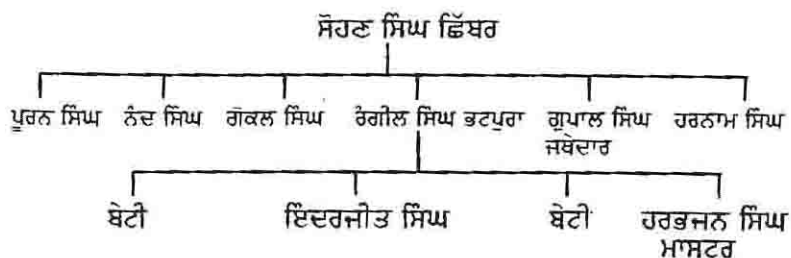 ਸੋਹਣ ਸਿੰਘ ਛਿੱਬਰ
ਪੂਰਨ ਸਿੰਘ ਨੰਦ ਸਿੰਘ ਗੋਕਲ ਸਿੰਘ ਰੰਗੀਲ ਸਿੰਘ ਭਟਪੁਰਾ ਗੁਪਾਲ ਸਿੰਘ ਹਰਨਾਮ ਸਿੰਘ
ਜਥੇਦਾਰ
ਬੇਟੀ ਇੰਦਰਜੀਤ ਸਿੰਘ ਬੇਟੀ ਹਰਭਜਨ ਸਿੰਘ
ਮਾਸਟਰ